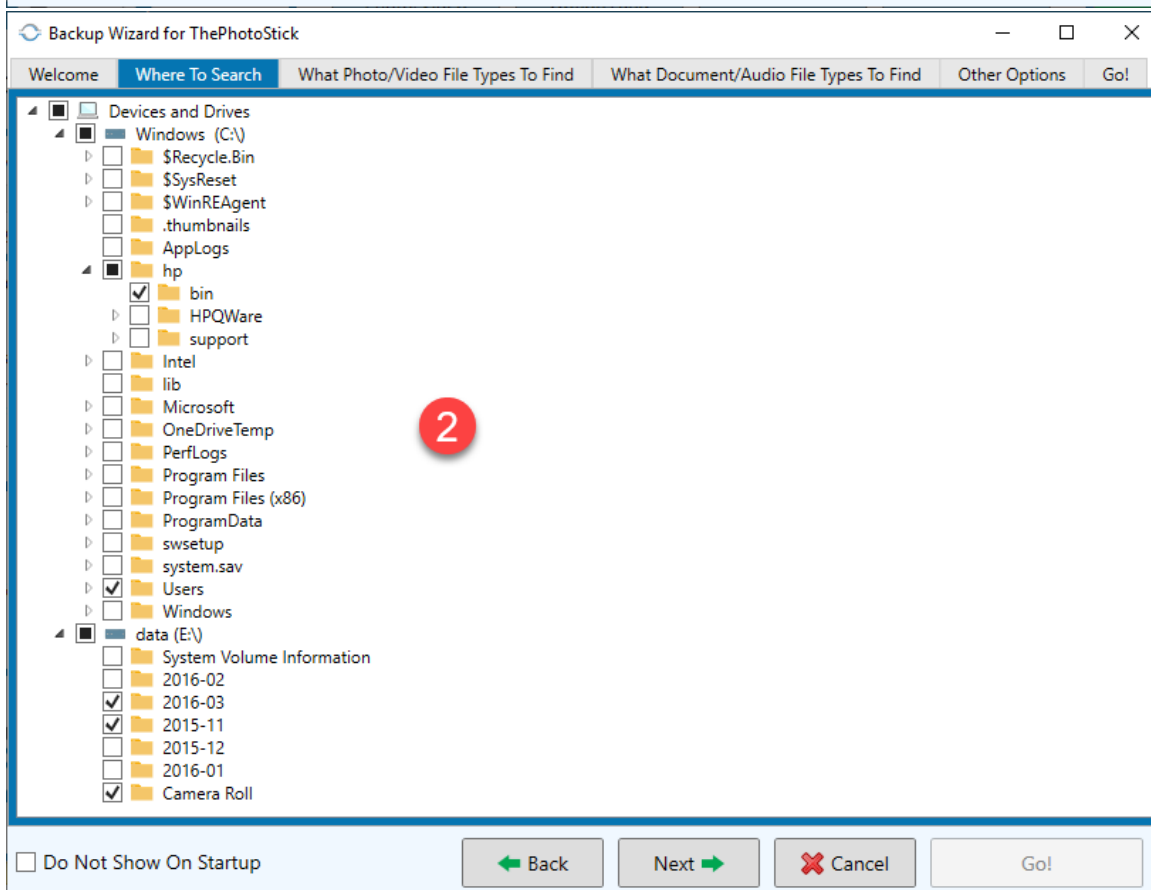 Backup Wizard for ThePhotoStick
Welcome Where To Search What Photo/Video File Types To Find What Document/Audio File Types To Find Other Options Go!
Devices and Drives
Windows (C:\)
$Recycle.Bin
$SysReset
$WinREAgent
.thumbnails
AppLogs
hp
bin
HPQWare
support
Intel
lib
Microsoft
OneDriveTemp
2
PerfLogs
Program Files
Program Files (x86)
ProgramData
swsetup
system.sav
Users
Windows
data (E:\)
System Volume Information
2016-02
2016-03
2015-11
2015-12
2016-01
Camera Roll
Do Not Show On Startup Back Next Cancel Go!